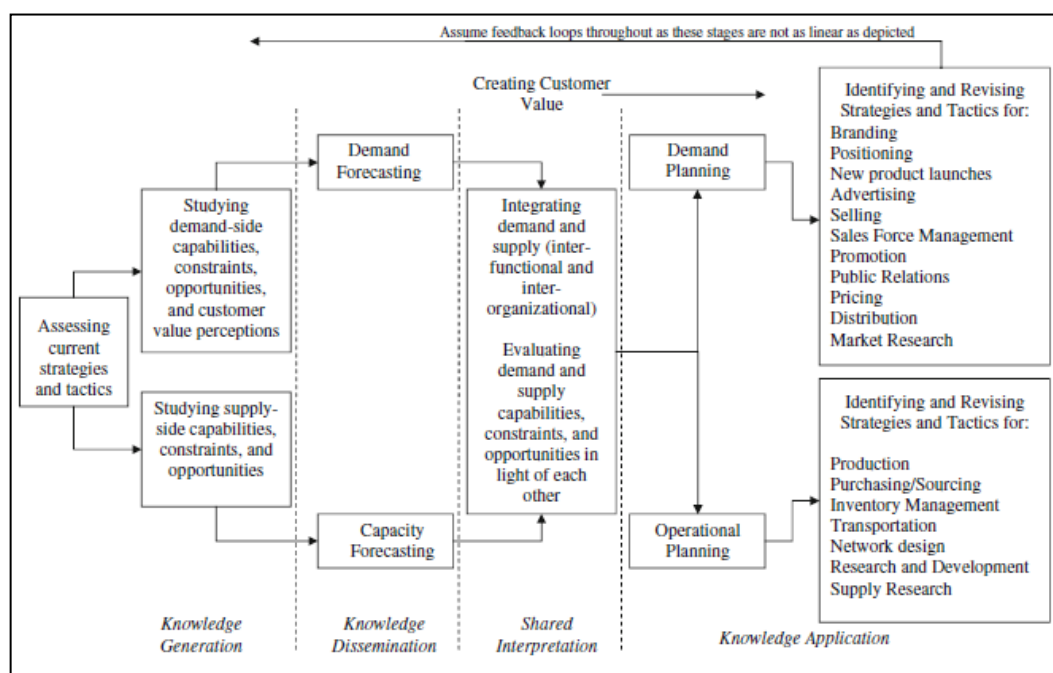 Assume feedback loops throughout as these stages are not as linear as depicted
Creating Customer
Value
Assessing
current
strategies
and tactics
Studying
demand-side
capabilities,
constraints,
opportunities,
and customer
value perceptions
Studying supply-
side capabilities,
constraints, and
opportunities
Demand
Forecasting
Capacity
Forecasting
Integrating
demand and
supply (inter-
functional and
inter-
organizational)
Evaluating
demand and
supply
capabilities,
constraints, and
opportunities in
light of each
other
Demand
Planning
Operational
Planning
Identifying and Revising
Strategies and Tactics for:
Branding
Positioning
New product launches
Advertising
Selling
Sales Force Management
Promotion
Public Relations
Pricing
Distribution
Market Research
Identifying and Revising
Strategies and Tactics for:
Production
Purchasing/Sourcing
Inventory Management
Transportation
Network design
Research and Development
Supply Research
Knowledge
Generation
Knowledge
Dissemination
Shared
Interpretation
Knowledge Application